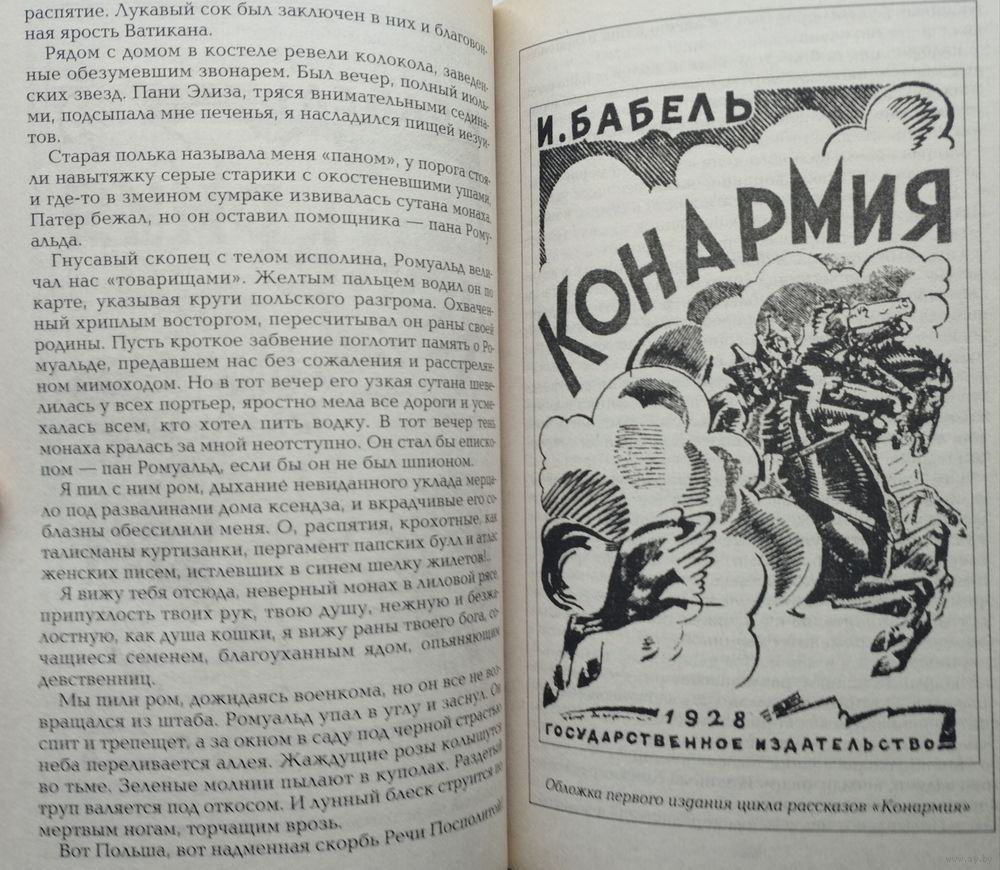 распятие. Лукавый сок был заключен в них и благовон-
ная ярость Ватикана.
Рядом с домом в костеле ревели колокола, заведен-
ные обезумевшим звонарем. Был вечер, полный июль-
ских звезд. Пани Элиза, тряся внимательными седина-
ми, подсыпала мне печенья, я насладился пищей иезуи-
тов.
Старая полька называла меня «паном», у порога стоя-
ли навытяжку серые старики с окостеневшими ушами,
и где-то в змеином сумраке извивалась сутана монаха.
Патер бежал, но он оставил помощника — пана Рому-
альда.
Гнусавый скопец с телом исполина, Ромуальд вели-
чал нас «товарищами». Желтым пальцем водил он по
карте, указывая круги польского разгрома. Охвачен-
ный хриплым восторгом, пересчитывал он раны своей
родины. Пусть кроткое забвение поглотит память о Ро-
муальде, предавшем нас без сожаления и расстрелян-
ном мимоходом. Но в тот вечер его узкая сутана шеве-
лилась у всех портьер, яростно мела все дороги и усме-
халась всем, кто хотел пить водку. В тот вечер тень
монаха кралась за мной неотступно. Он стал бы еписко-
пом — пан Ромуальд, если бы он не был шпионом.
Я пил с ним ром, дыхание невиданного уклада мерца-
ло под развалинами дома ксендза, и вкрадчивые его со-
блазны обессилили меня. О, распятия, крохотные, как
талисманы куртизанки, пергамент папских булл и атлас
женских писем, истлевших в синем шелку жилетов!..
Я вижу тебя отсюда, неверный монах в лиловой рясе,
припухлость твоих рук, твою душу, нежную и безжа-
лостную, как душа кошки, я вижу раны твоего бога, со-
чащиеся семенем, благоуханным ядом, опьяняющим
девственниц.
Мы пили ром, дожидаясь военкома, но он все не воз-
вращался из штаба. Ромуальд упал в углу и заснул. Он
спит и трепещет, а за окном в саду под черной страстью
неба переливается аллея. Жаждущие розы колышутся
во тьме. Зеленые молнии пылают в куполах. Раздетый
труп валяется под откосом. И лунный блеск струится по
мертвым ногам, торчащим врозь.
Вот Польша, вот надменная скорбь Речи Посполитой!
И. БАБЕЛЬ
КОНАРМИЯ
1928
ГОСУДАРСТВЕННОЕ ИЗДАТЕЛЬСТВО
Обложка первого издания цикла рассказов «Конармия»
www.ay.by